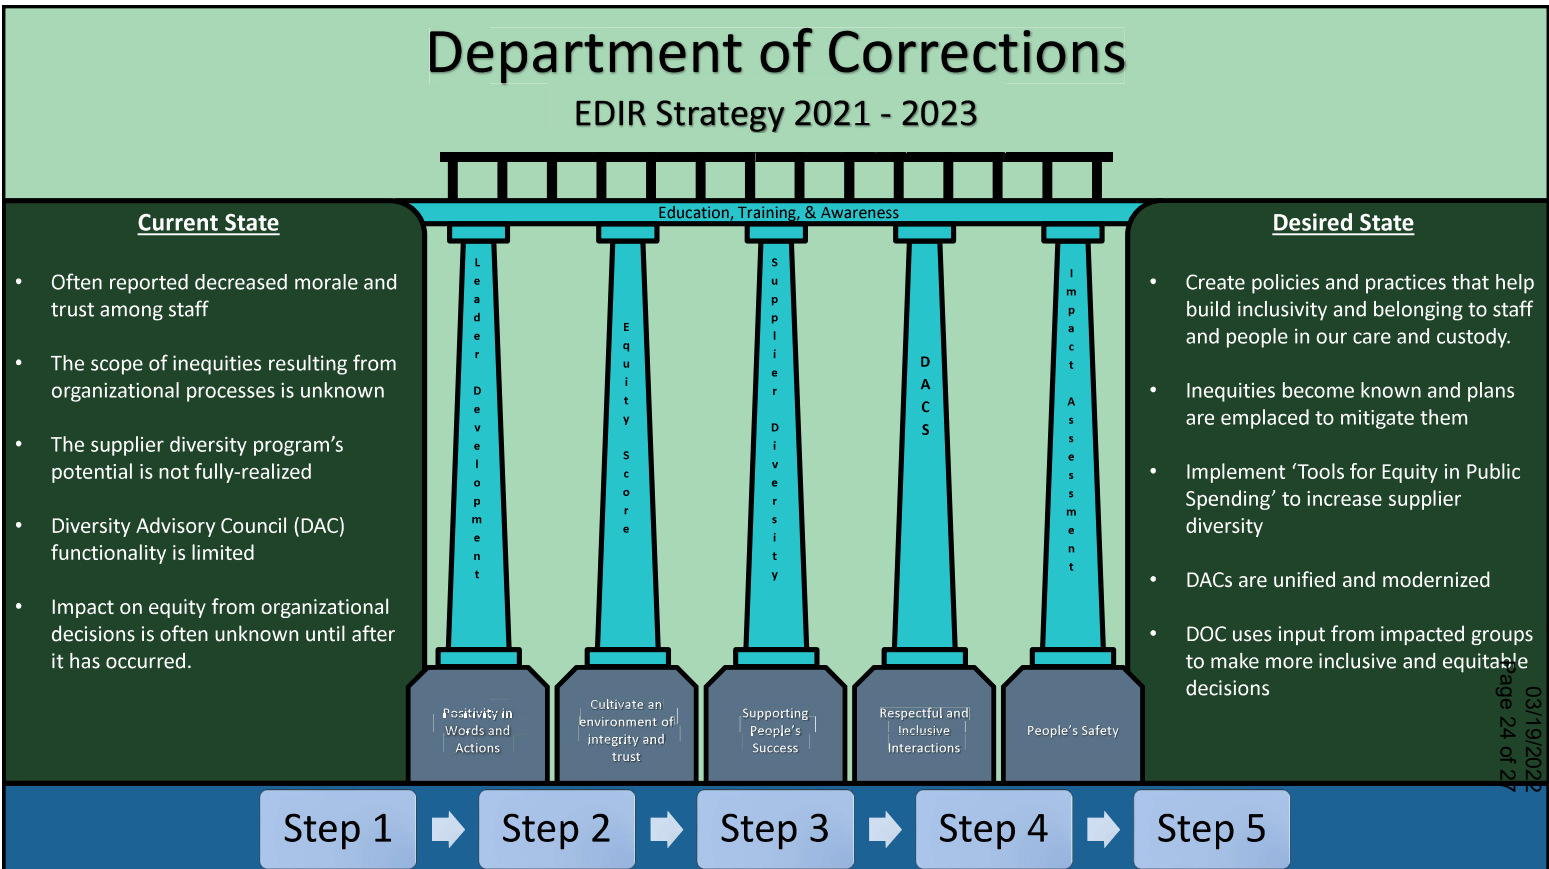 Department of Corrections
EDIR Strategy 2021 - 2023
Education, Training, & Awareness
Current State
• Often reported decreased morale and
trust among staff
• The scope of inequities resulting from
organizational processes is unknown
• The supplier diversity program’s
potential is not fully-realized
• Diversity Advisory Council (DAC)
functionality is limited
• Impact on equity from organizational
decisions is often unknown until after
it has occurred.
Leader Development
Equity Score
Supplier Diversity
DACS
Impact Assessment
Positivity in
Words and
Actions
Cultivate an
environment of
integrity and
trust
Supporting
People’s
Success
Respectful and
Inclusive
Interactions
People’s Safety
Desired State
• Create policies and practices that help
build inclusivity and belonging to staff
and people in our care and custody.
• Inequities become known and plans
are emplaced to mitigate them
• Implement ‘Tools for Equity in Public
Spending’ to increase supplier
diversity
• DACs are unified and modernized
• DOC uses input from impacted groups
to make more inclusive and equitable
decisions
03/19/2022
Page 24 of 27
Step 1
Step 2
Step 3
Step 4
Step 5